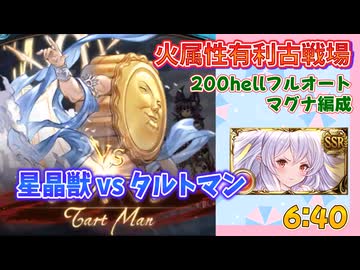 火属性有利古戦場
200hellフルオート
マグナ編成
VS
SSR
星晶獣 vs タルトマン
Tart Man
6:40